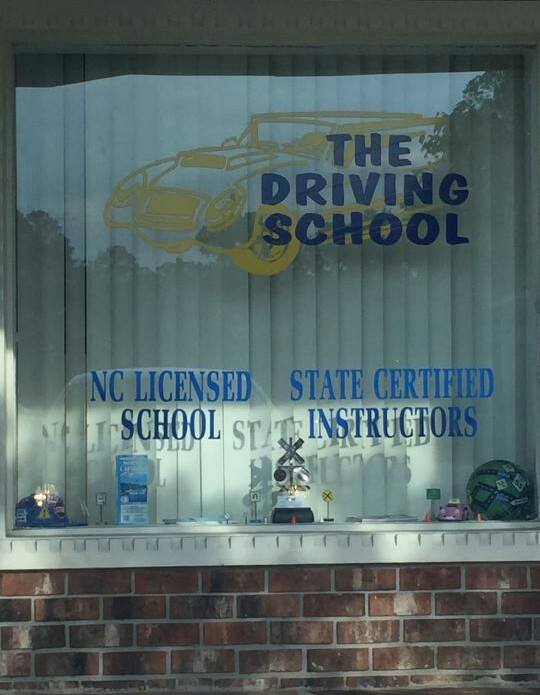 THE
DRIVING
SCHOOL
NC LICENSED
SCHOOL
STATE CERTIFIED
INSTRUCTORS